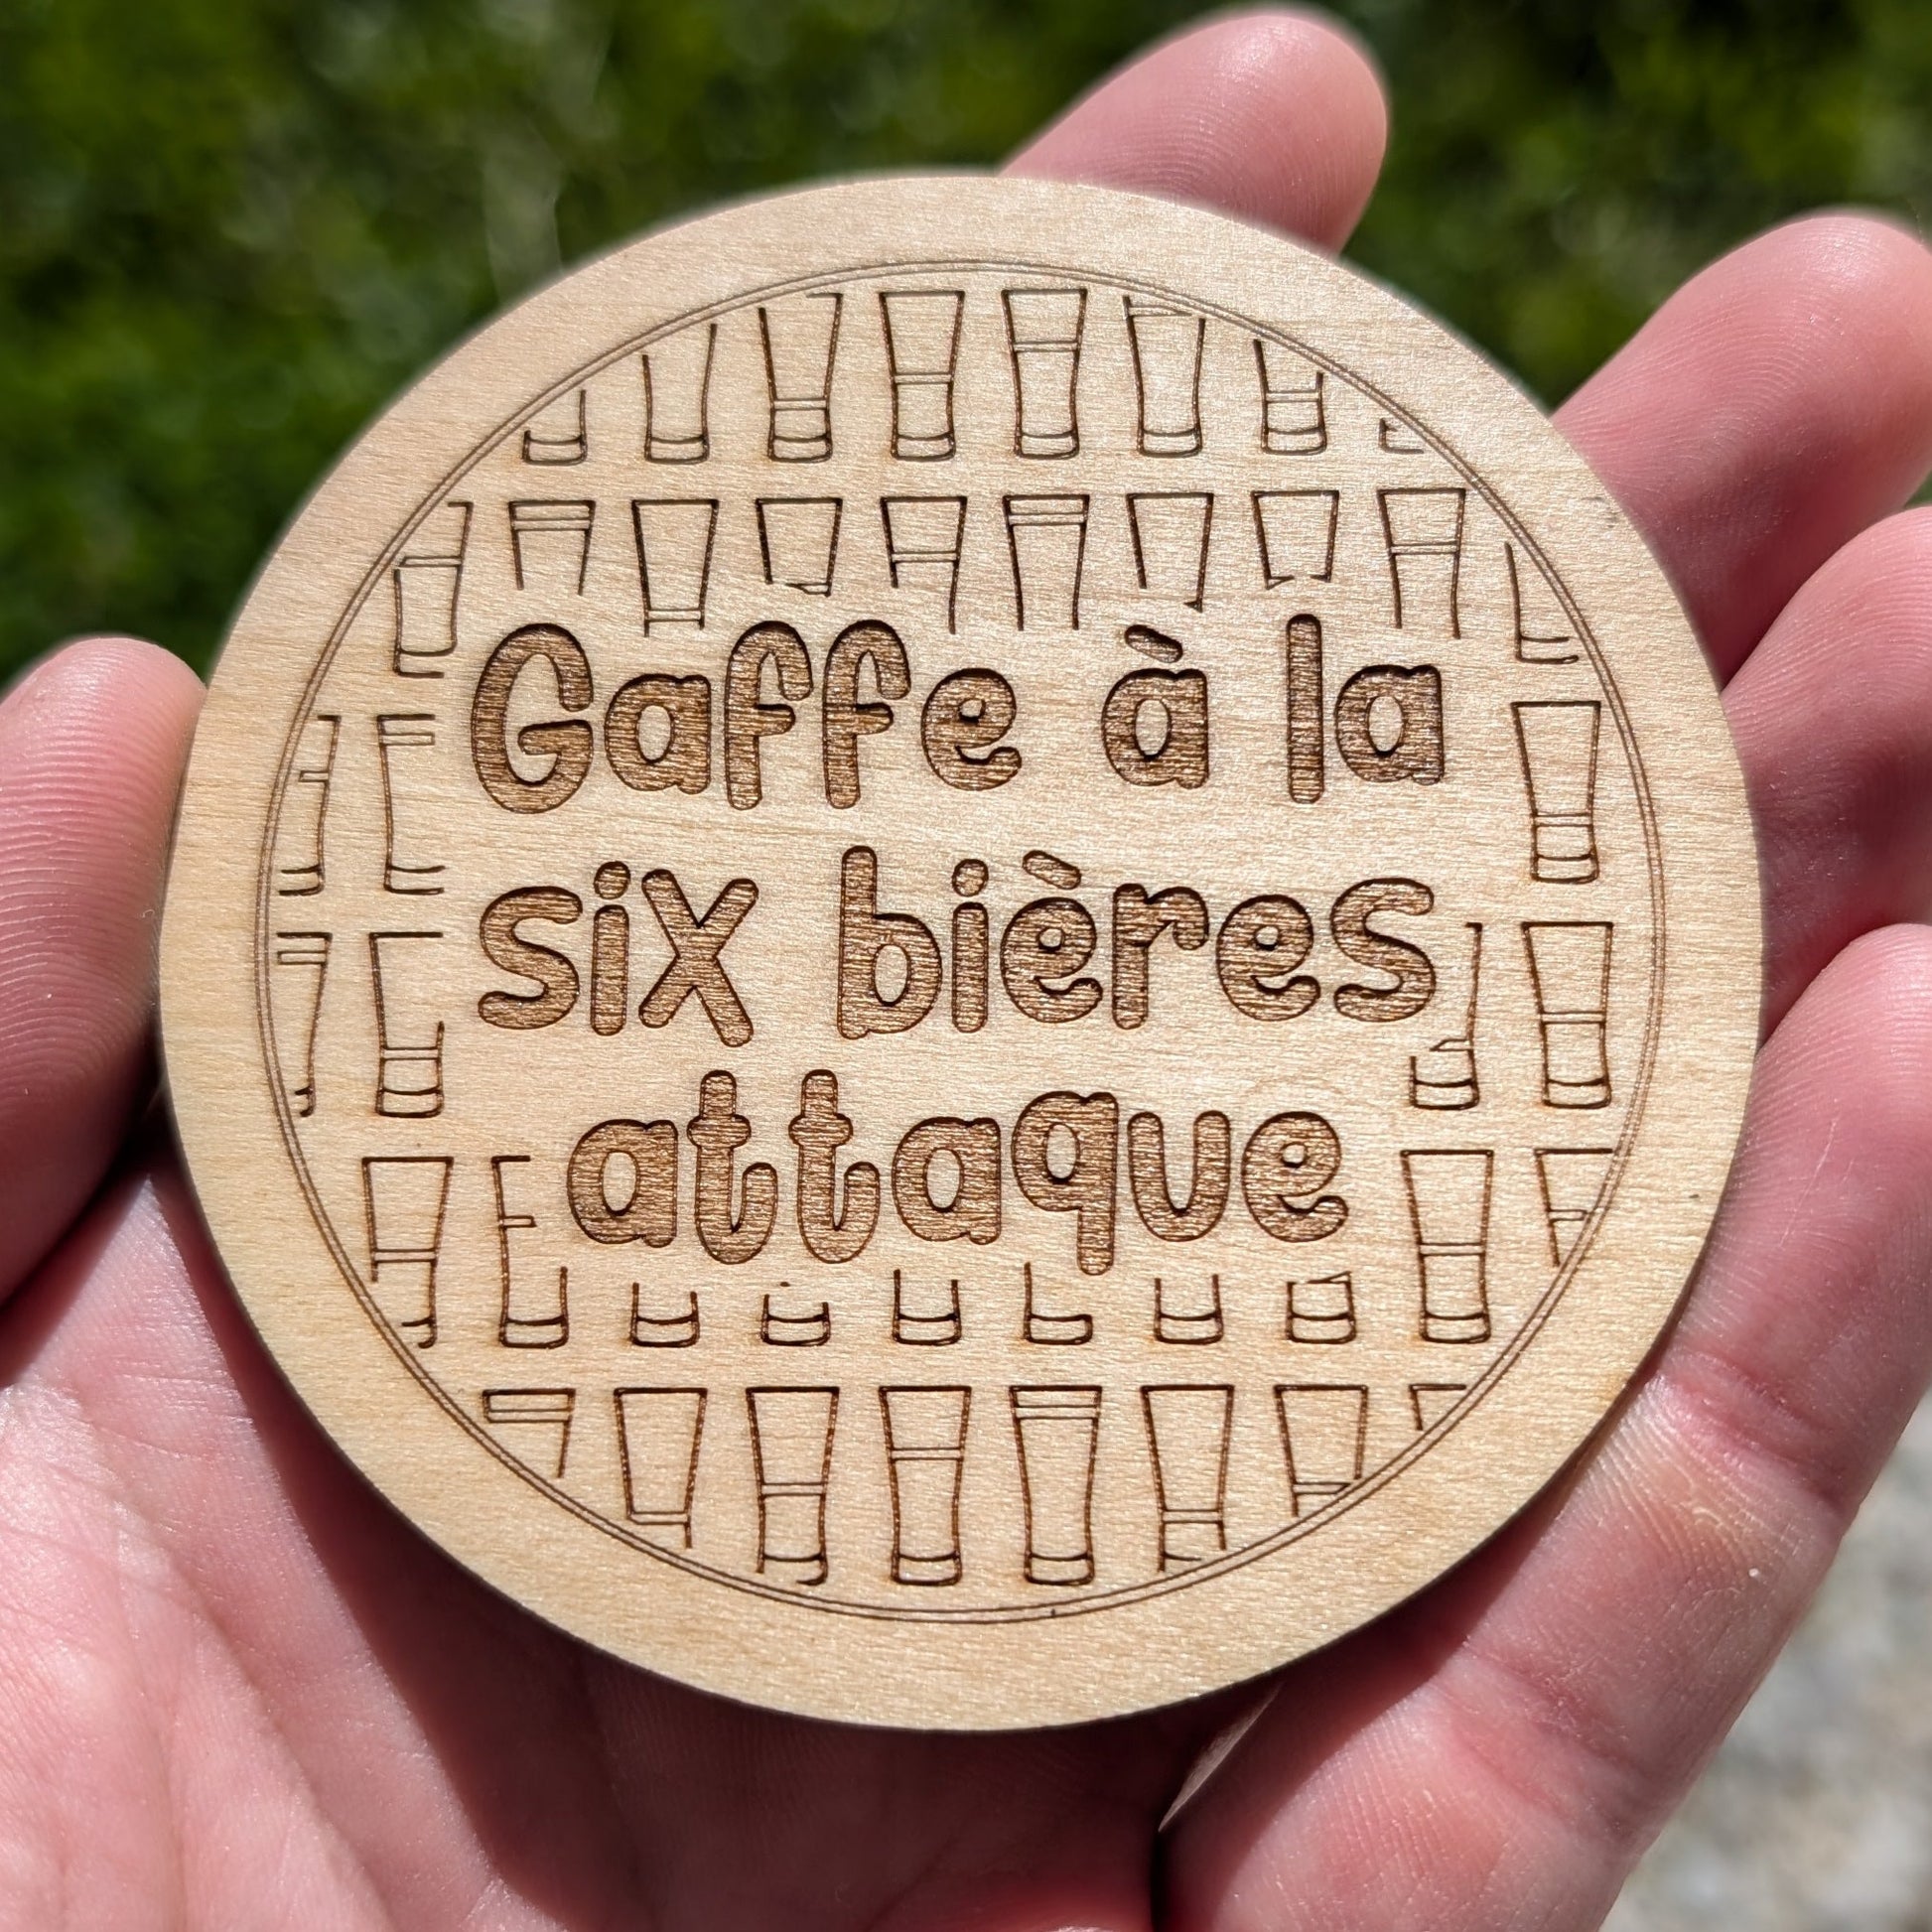 Gaffe à la
six bières
attaque